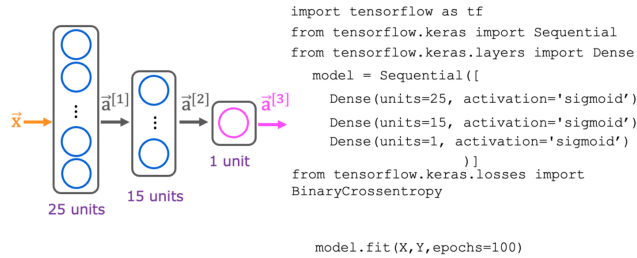 x⃗
a⃗[1]
a⃗[2]
a⃗[3]
25 units
15 units
1 unit
import tensorflow as tf
from tensorflow.keras import Sequential
from tensorflow.keras.layers import Dense
model = Sequential([
Dense(units=25, activation='sigmoid’)
Dense(units=15, activation='sigmoid’)
Dense(units=1, activation='sigmoid’)
)]
from tensorflow.keras.losses import
BinaryCrossentropy
model.fit(X,Y,epochs=100)